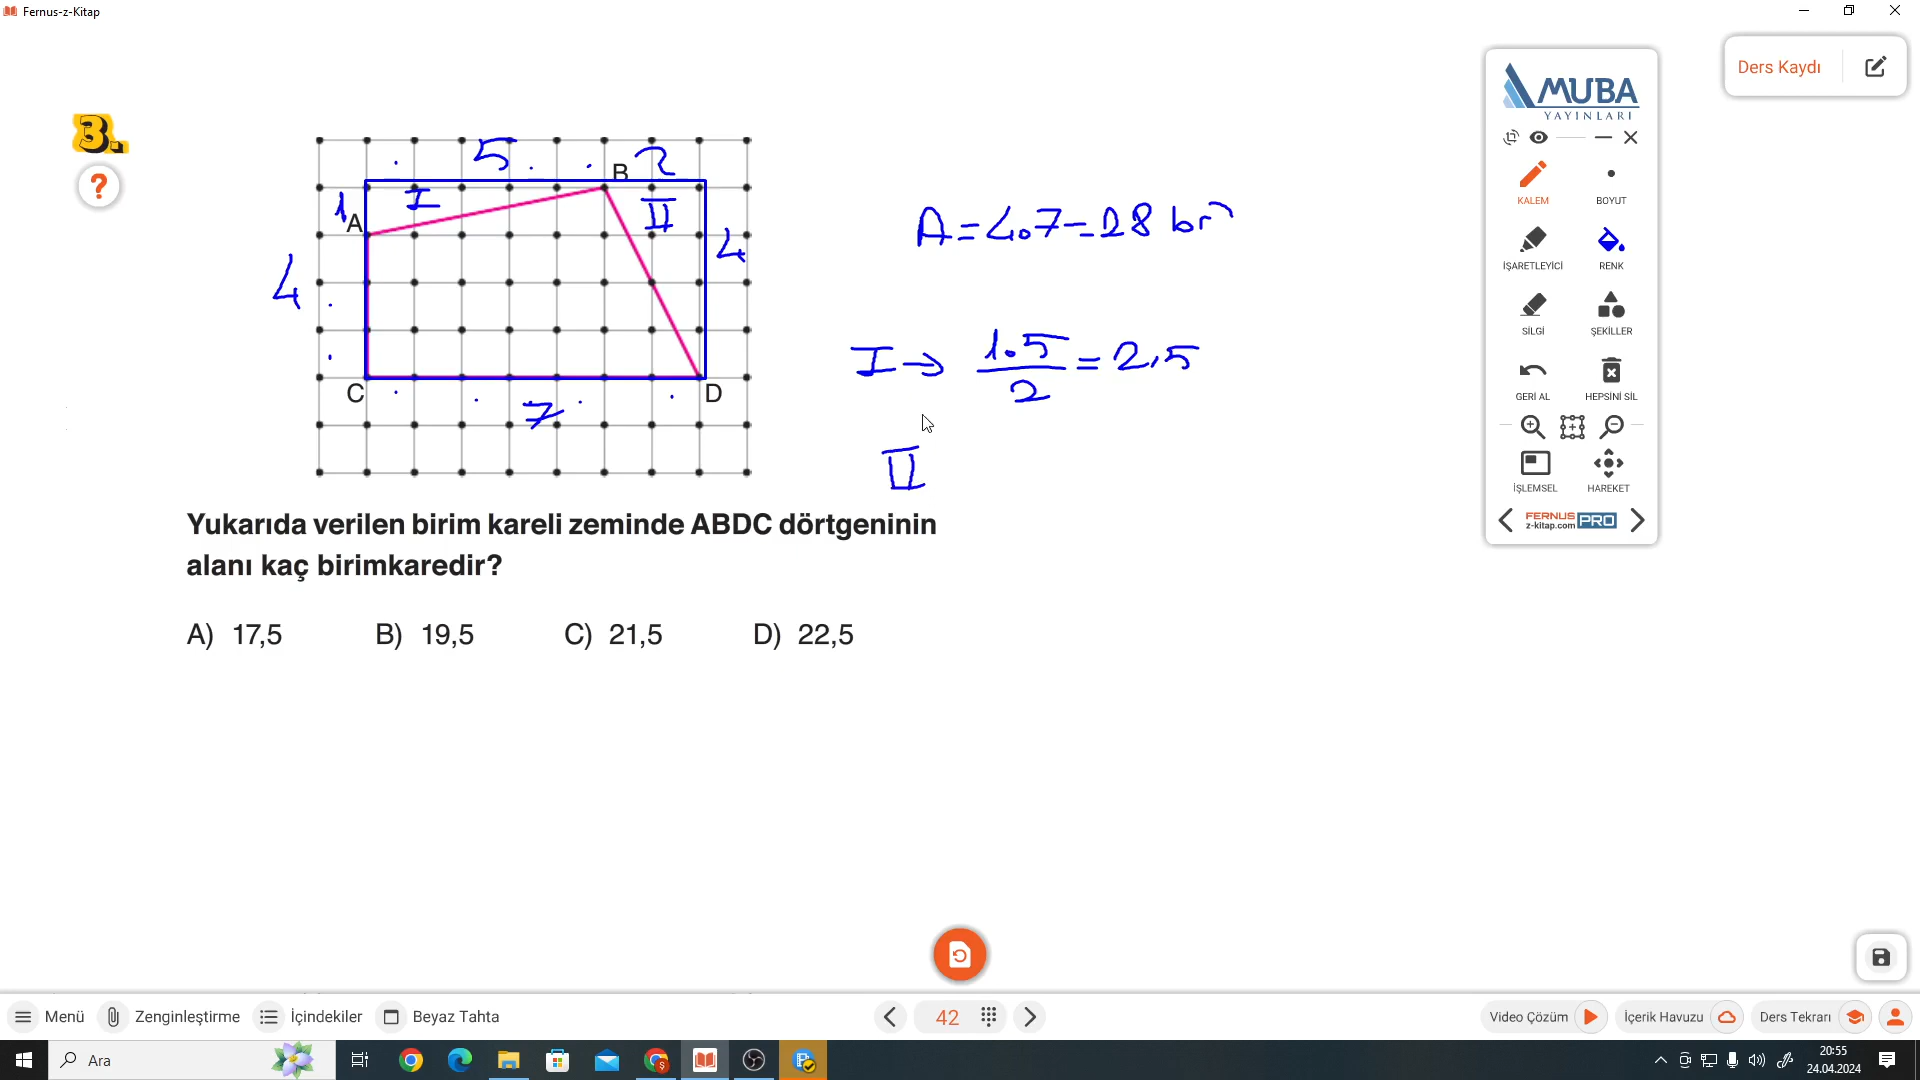 Fernus-z-Kitap
Ders Kaydı
MUBA
YAYINLARI
3.
?
5
2
B
1
I
II
A
4
4
C
D
7
A = 4.7 = 28 br²
I → 1.5/2 = 2,5
II
KALEM
BOYUT
İŞARETLEYİCİ
RENK
SİLGİ
ŞEKİLLER
GERİ AL
HEPSİNİ SİL
İŞLEMSEL
HAREKET
FERNUS
z-kitap.com PRO
Yukarıda verilen birim kareli zeminde ABDC dörtgeninin
alanı kaç birimkaredir?
A) 17,5 B) 19,5 C) 21,5 D) 22,5
Menü Zenginleştirme İçindekiler Beyaz Tahta 42 Video Çözüm İçerik Havuzu Ders Tekrarı
Ara
20:55
24.04.2024